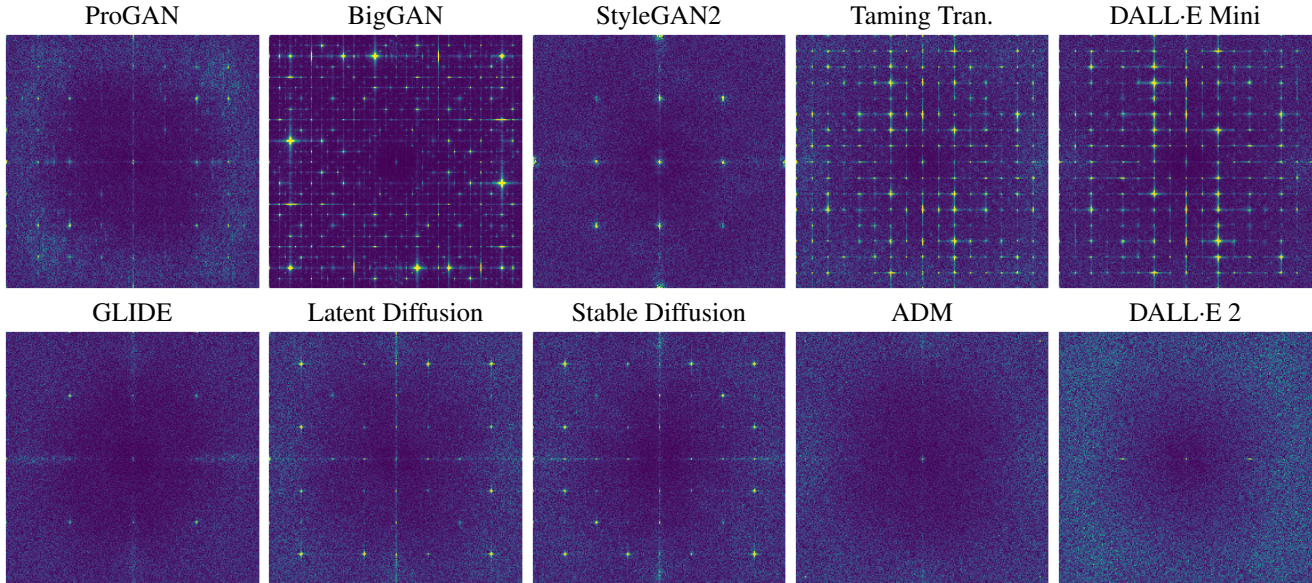 ProGAN BigGAN StyleGAN2 Taming Tran. DALL·E Mini
GLIDE Latent Diffusion Stable Diffusion ADM DALL·E 2